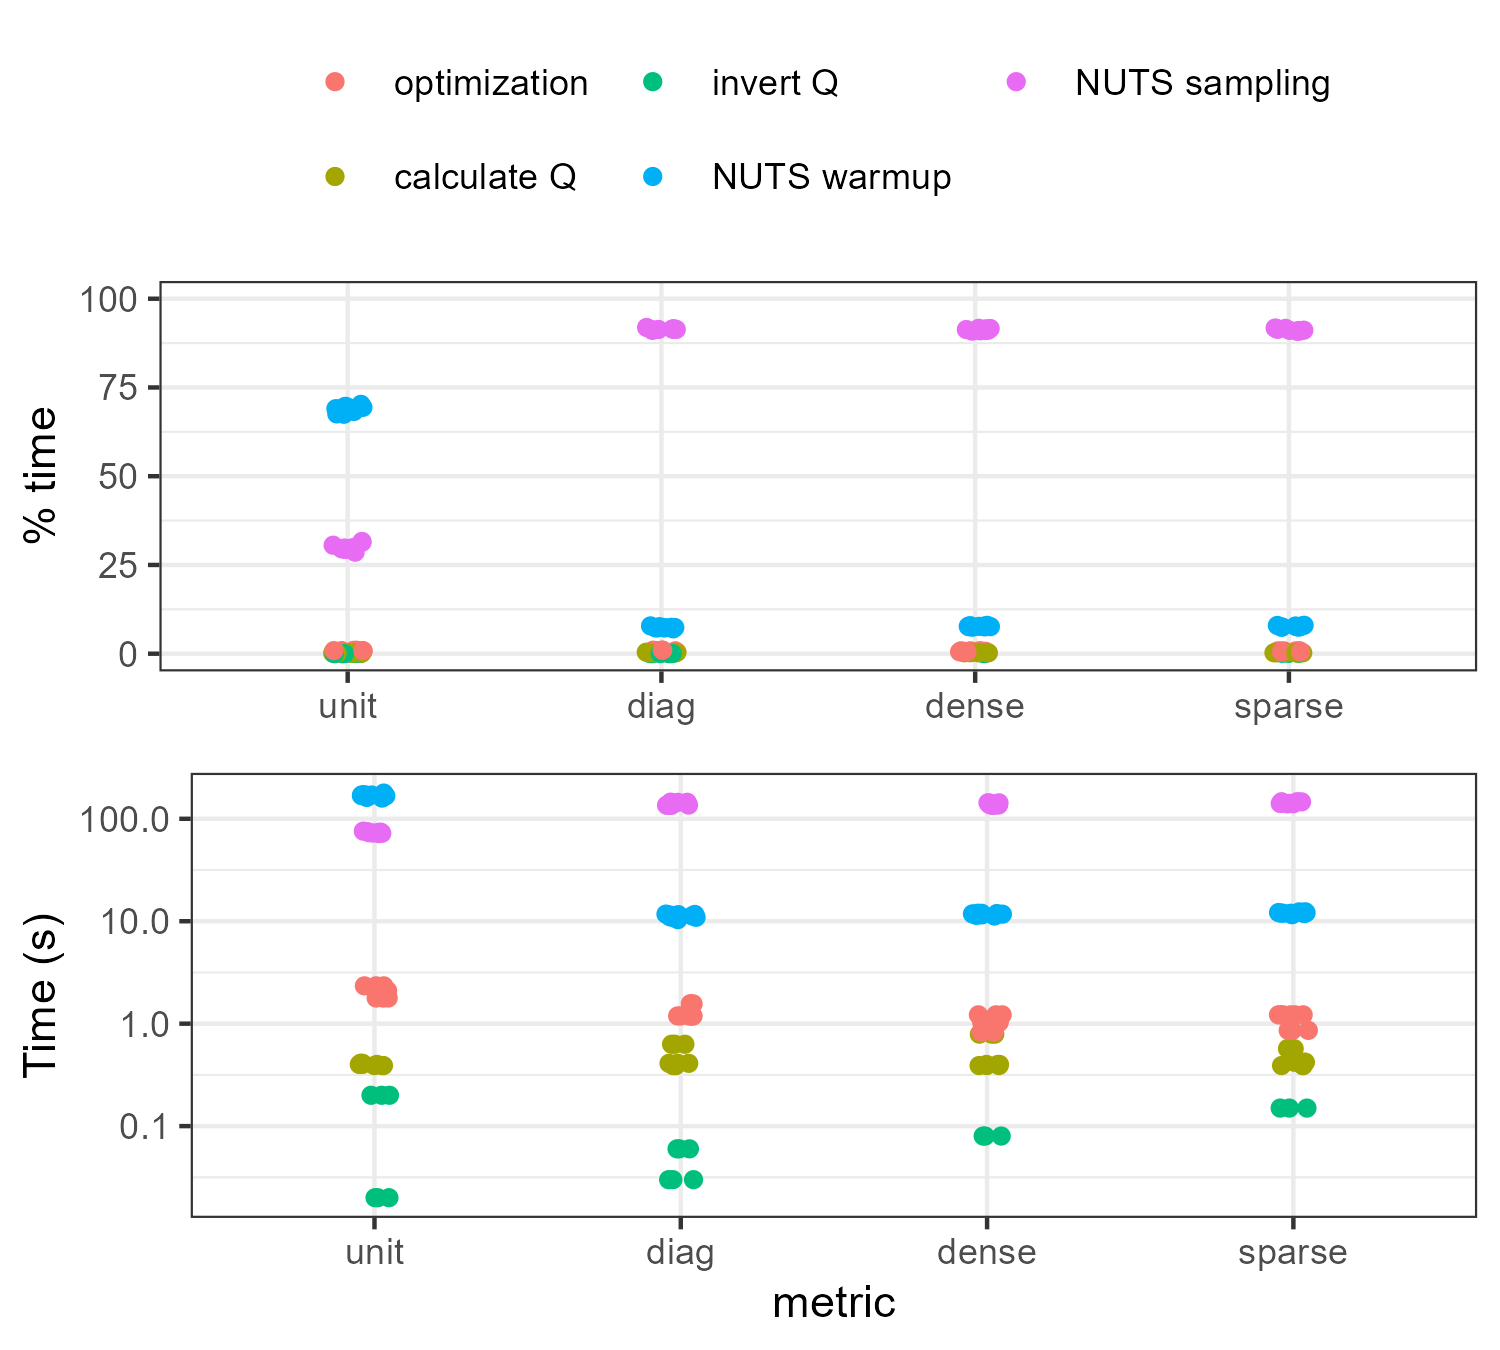 optimization
invert Q
NUTS sampling
calculate Q
NUTS warmup
% time
100
75
50
25
0
unit
diag
dense
sparse
Time (s)
100.0
10.0
1.0
0.1
unit
diag
dense
sparse
metric